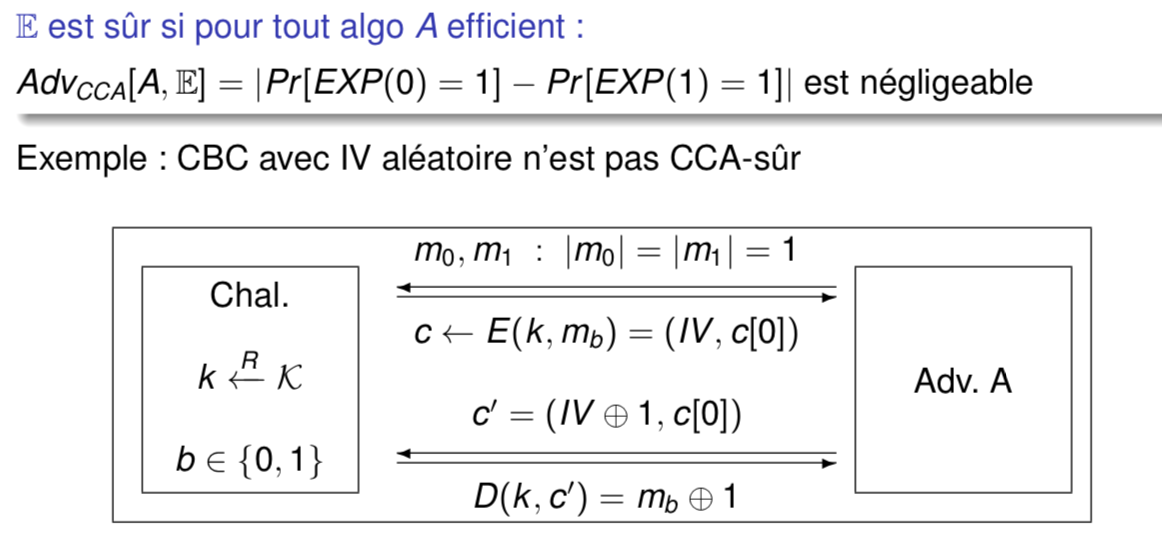 𝔼 est sûr si pour tout algo A efficient :
Adv_CCA[A, 𝔼] = |Pr[EXP(0) = 1] − Pr[EXP(1) = 1]| est négligeable
Exemple : CBC avec IV aléatoire n'est pas CCA-sûr
m₀, m₁ : |m₀| = |m₁| = 1
Chal.
c ← E(k, m_b) = (IV, c[0])
k ←ᴿ 𝒦
Adv. A
c′ = (IV ⊕ 1, c[0])
b ∈ {0, 1}
D(k, c′) = m_b ⊕ 1